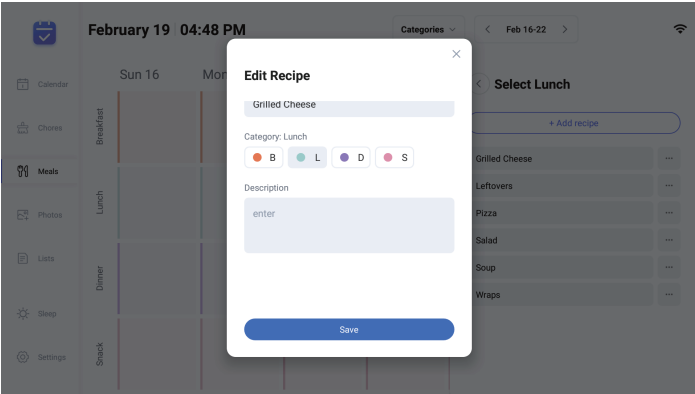 February 19 04:48 PM
Categories
Feb 16-22
Calendar
Chores
Meals
Photos
Lists
Sleep
Settings
Sun 16
Mon
Breakfast
Lunch
Dinner
Snack
Edit Recipe
Grilled Cheese
Category: Lunch
B
L
D
S
Description
enter
Save
Select Lunch
+ Add recipe
Grilled Cheese
...
Leftovers
...
Pizza
...
Salad
...
Soup
...
Wraps
...